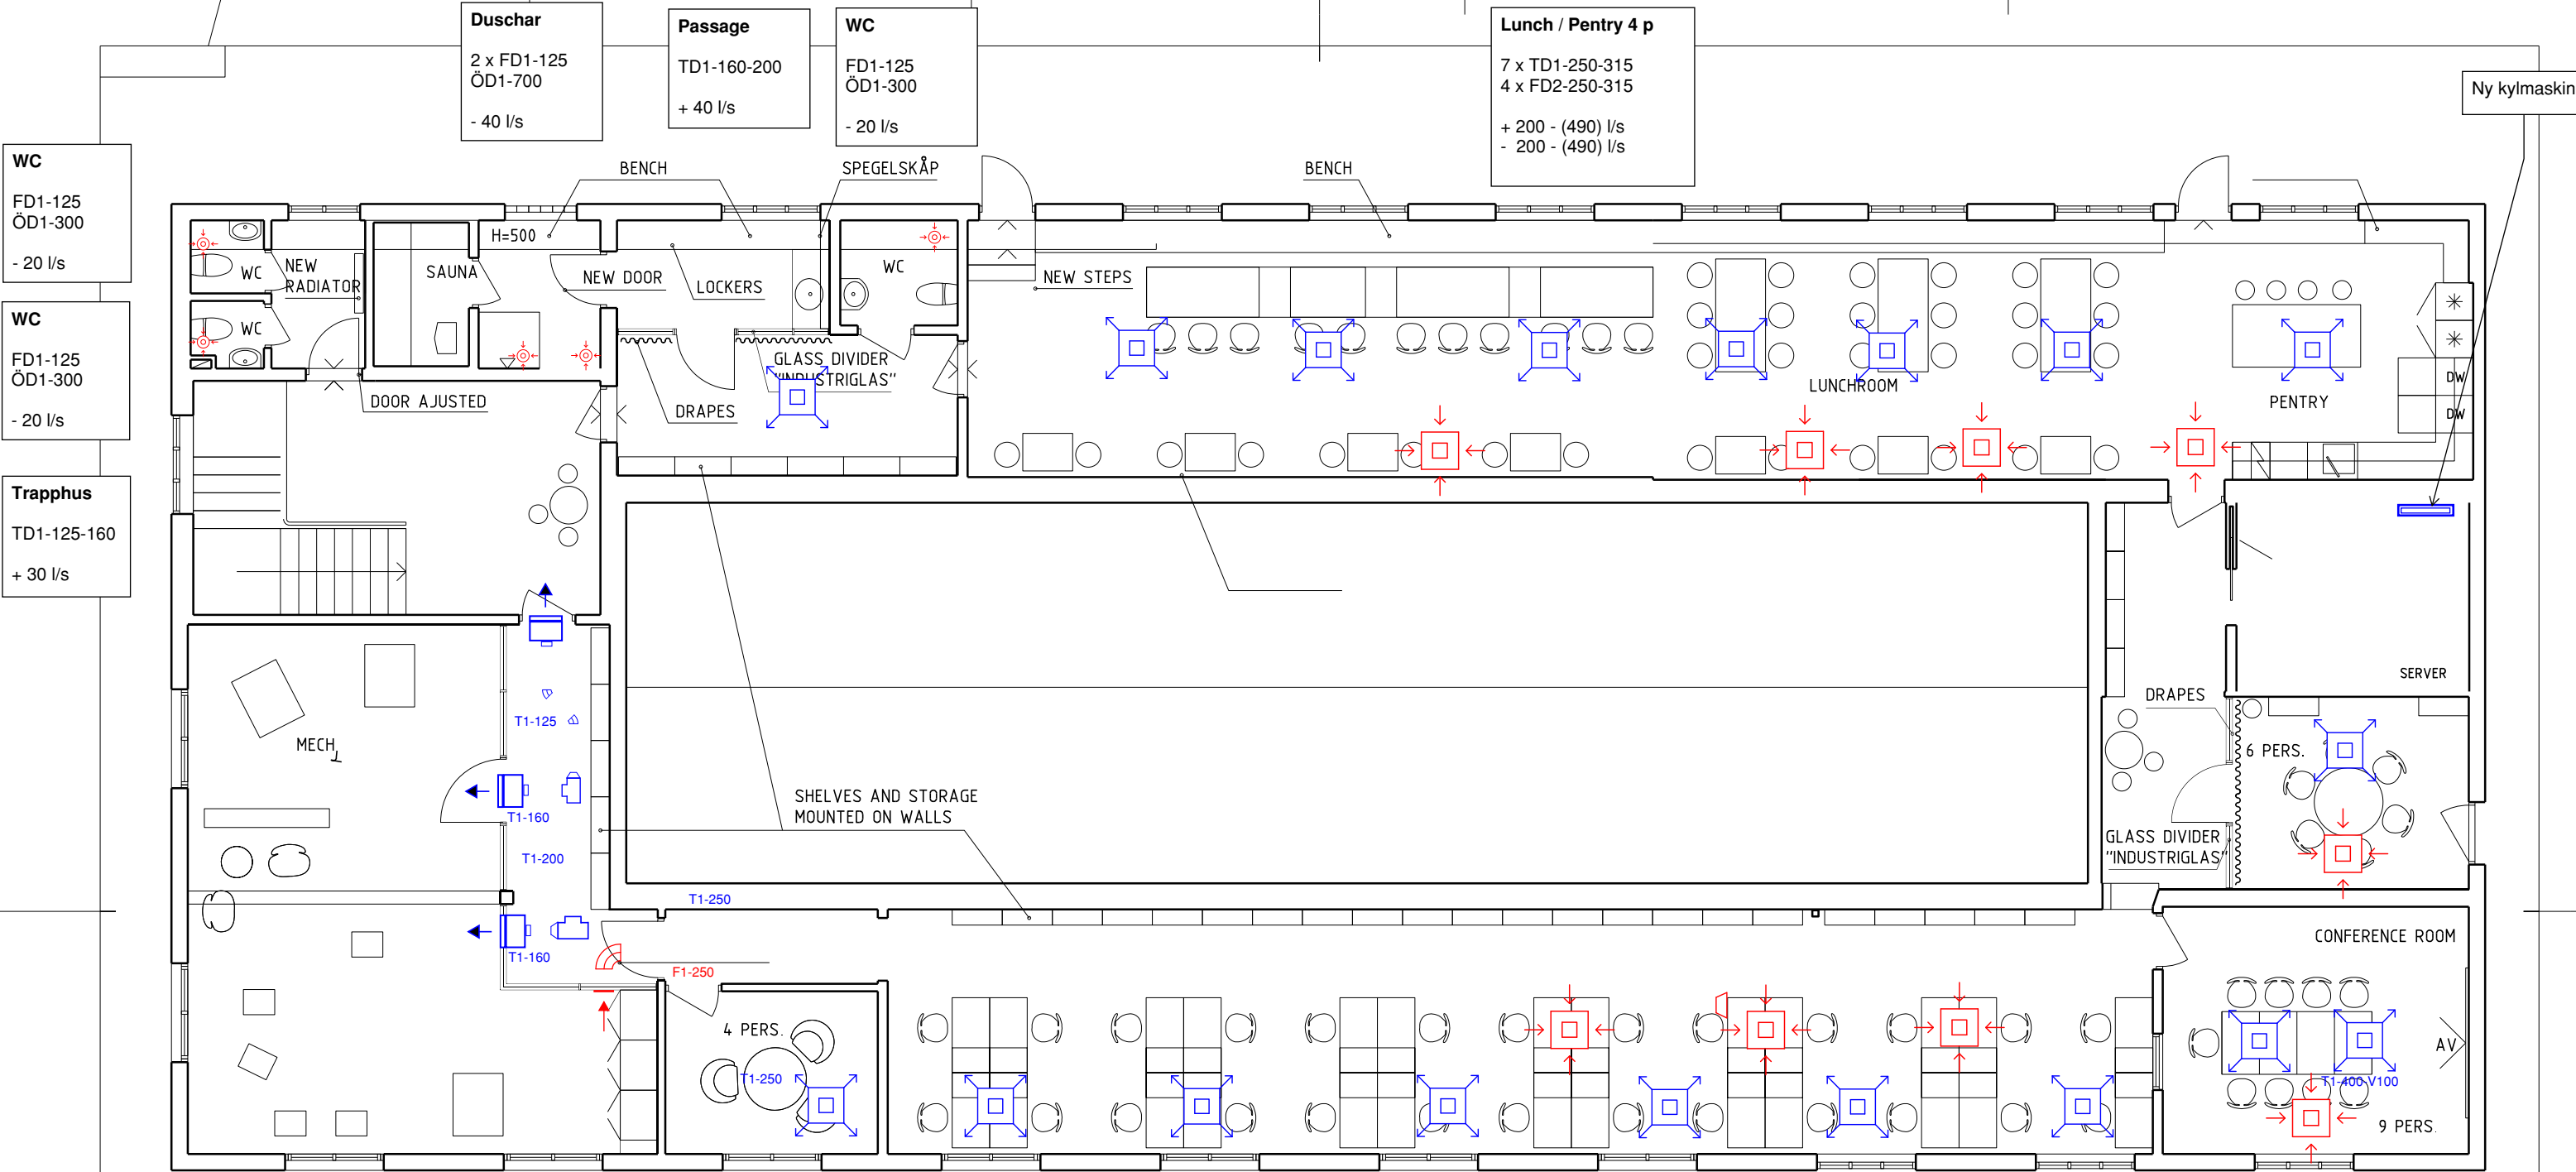 Duschar
2 x FD1-125
ÖD1-700
- 40 l/s
Passage
TD1-160-200
+ 40 l/s
WC
FD1-125
ÖD1-300
- 20 l/s
Lunch / Pentry 4 p
7 x TD1-250-315
4 x FD2-250-315
+ 200 - (490) l/s
- 200 - (490) l/s
Ny kylmaskin
WC
FD1-125
ÖD1-300
- 20 l/s
WC
FD1-125
ÖD1-300
- 20 l/s
Trapphus
TD1-125-160
+ 30 l/s
BENCH
SPEGELSKÅP
BENCH
H=500
WC
NEW
RADIATOR
SAUNA
NEW DOOR
LOCKERS
WC
NEW STEPS
WC
GLASS DIVIDER
"INDUSTRIGLAS"
DOOR AJUSTED
DRAPES
LUNCHROOM
PENTRY
DW
DW
SERVER
DRAPES
T1-125
MECH
6 PERS.
SHELVES AND STORAGE
MOUNTED ON WALLS
T1-160
GLASS DIVIDER
"INDUSTRIGLAS"
T1-200
T1-250
CONFERENCE ROOM
T1-160
F1-250
4 PERS.
T1-250
AV
T1-400-V100
9 PERS.